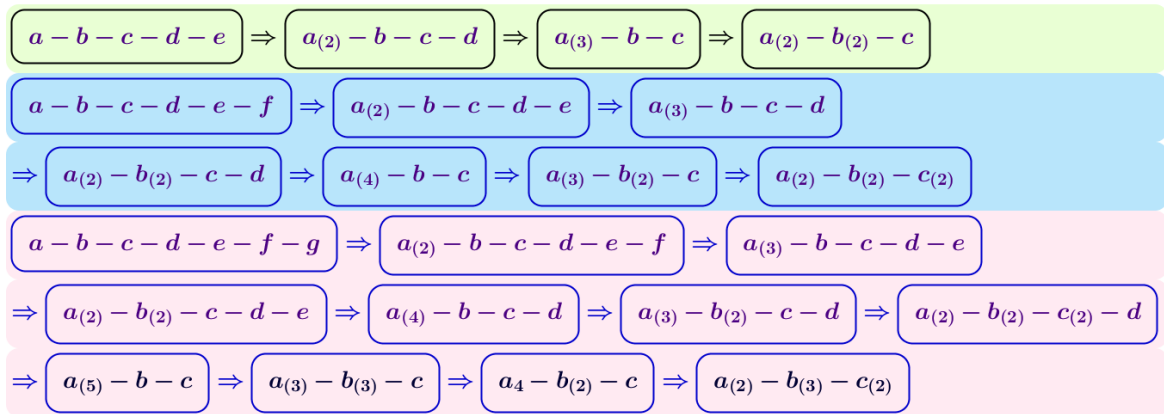 a − b − c − d − e ⇒ a₍₂₎ − b − c − d ⇒ a₍₃₎ − b − c ⇒ a₍₂₎ − b₍₂₎ − c
a − b − c − d − e − f ⇒ a₍₂₎ − b − c − d − e ⇒ a₍₃₎ − b − c − d
⇒ a₍₂₎ − b₍₂₎ − c − d ⇒ a₍₄₎ − b − c ⇒ a₍₃₎ − b₍₂₎ − c ⇒ a₍₂₎ − b₍₂₎ − c₍₂₎
a − b − c − d − e − f − g ⇒ a₍₂₎ − b − c − d − e − f ⇒ a₍₃₎ − b − c − d − e
⇒ a₍₂₎ − b₍₂₎ − c − d − e ⇒ a₍₄₎ − b − c − d ⇒ a₍₃₎ − b₍₂₎ − c − d ⇒ a₍₂₎ − b₍₂₎ − c₍₂₎ − d
⇒ a₍₅₎ − b − c ⇒ a₍₃₎ − b₍₃₎ − c ⇒ a₄ − b₍₂₎ − c ⇒ a₍₂₎ − b₍₃₎ − c₍₂₎